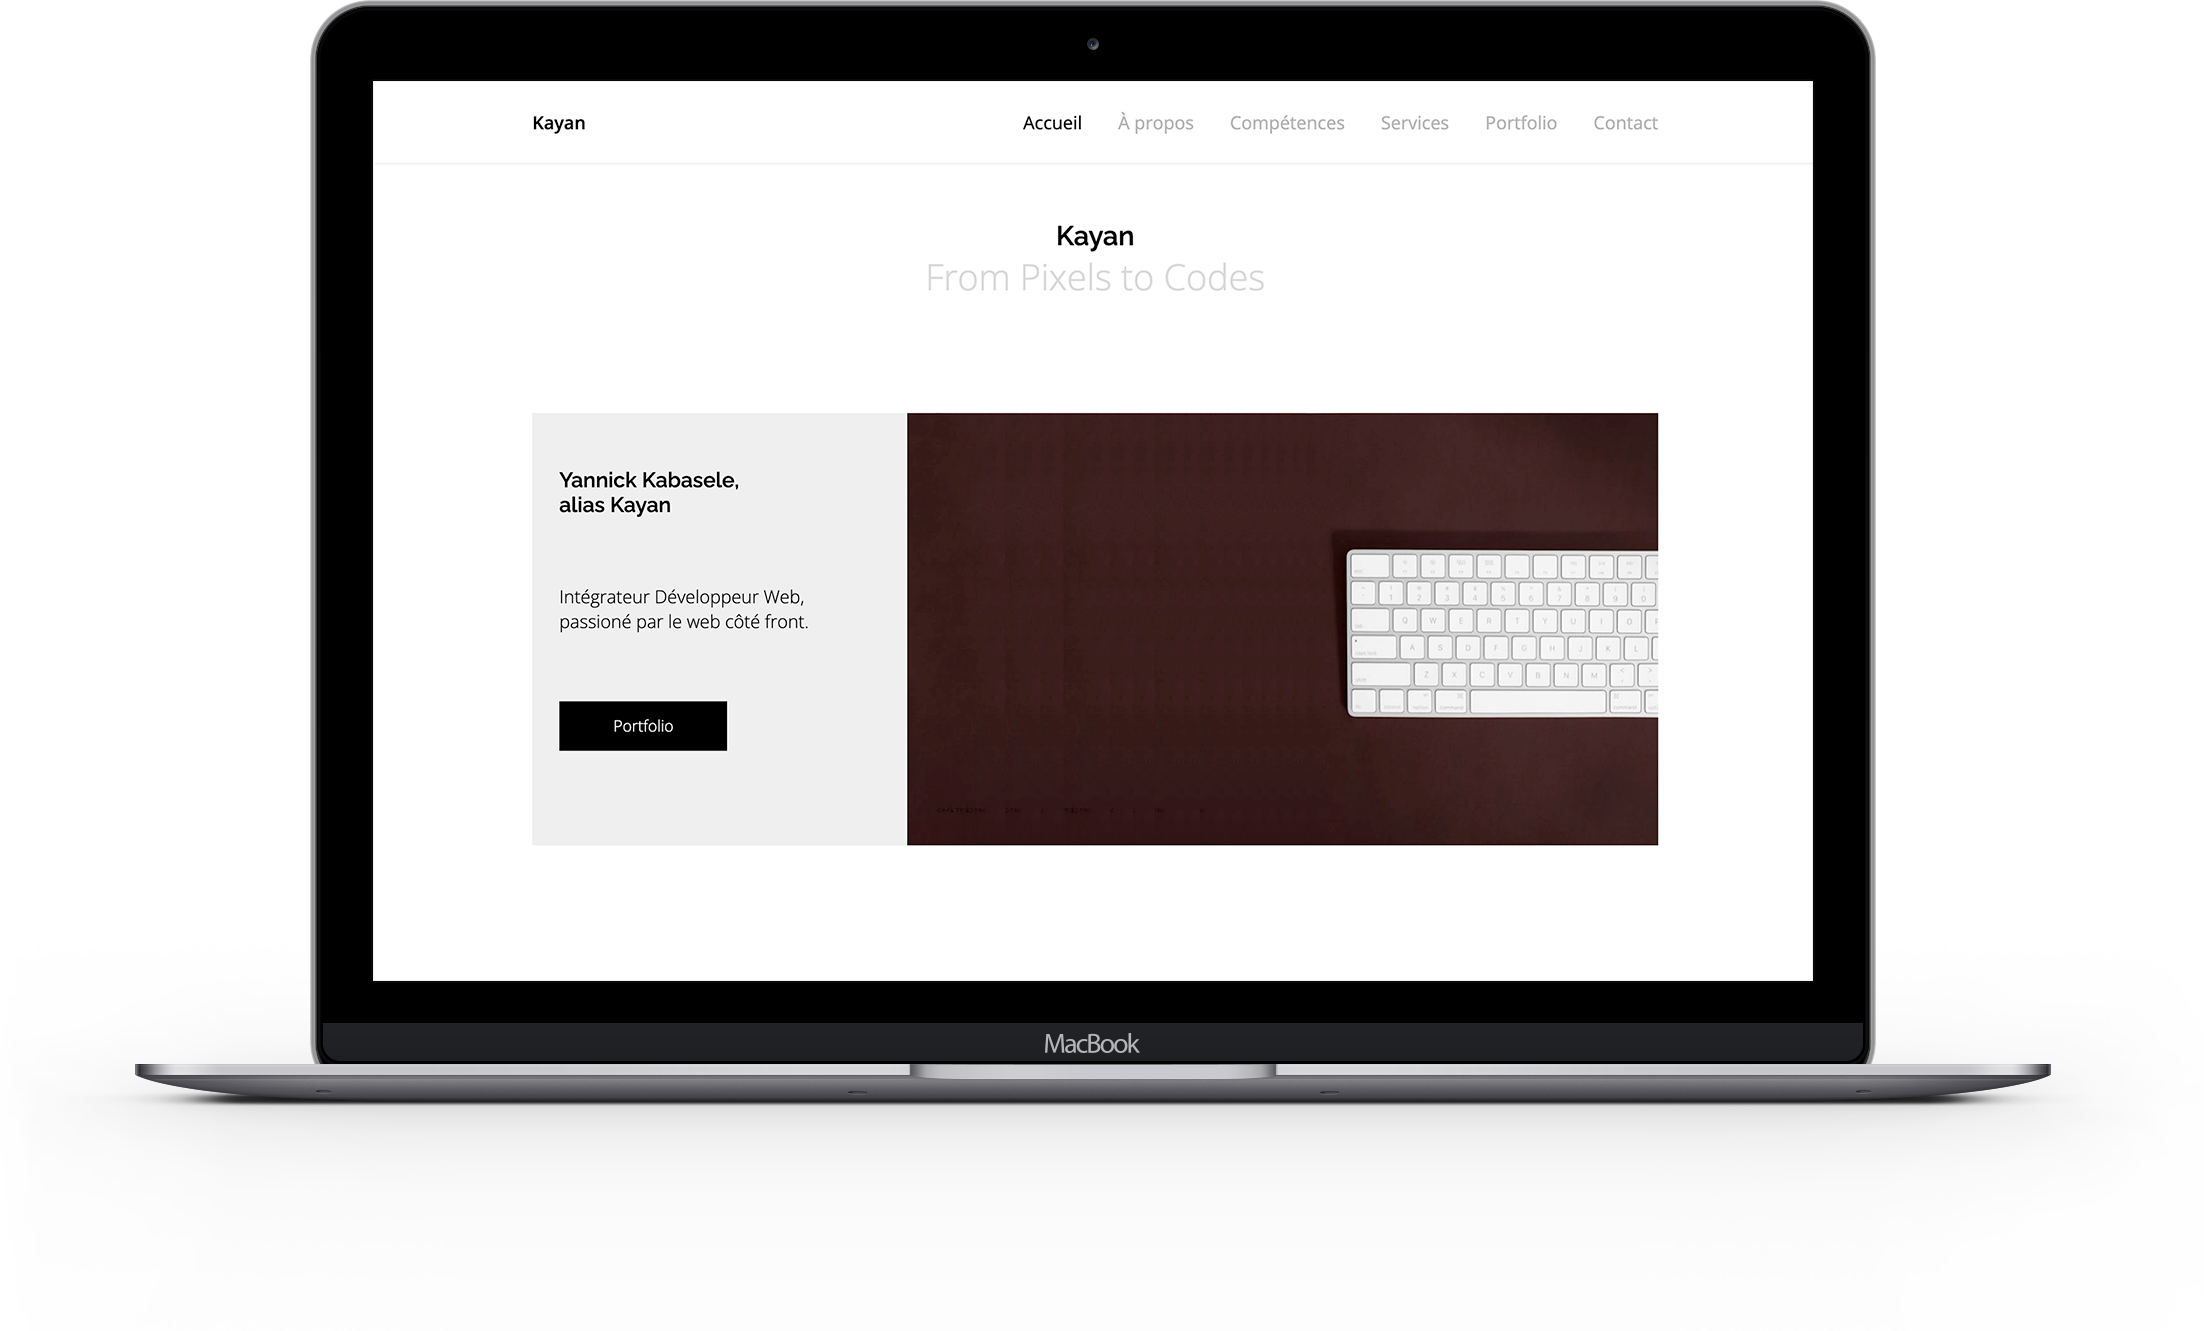 Kayan
Accueil À propos Compétences Services Portfolio Contact
Kayan
From Pixels to Codes
Yannick Kabasele,
alias Kayan
Intégrateur Développeur Web,
passioné par le web côté front.
Portfolio
Q W E R T Y U I O
A S D F G H J K L
Z X C V B N M
MacBook